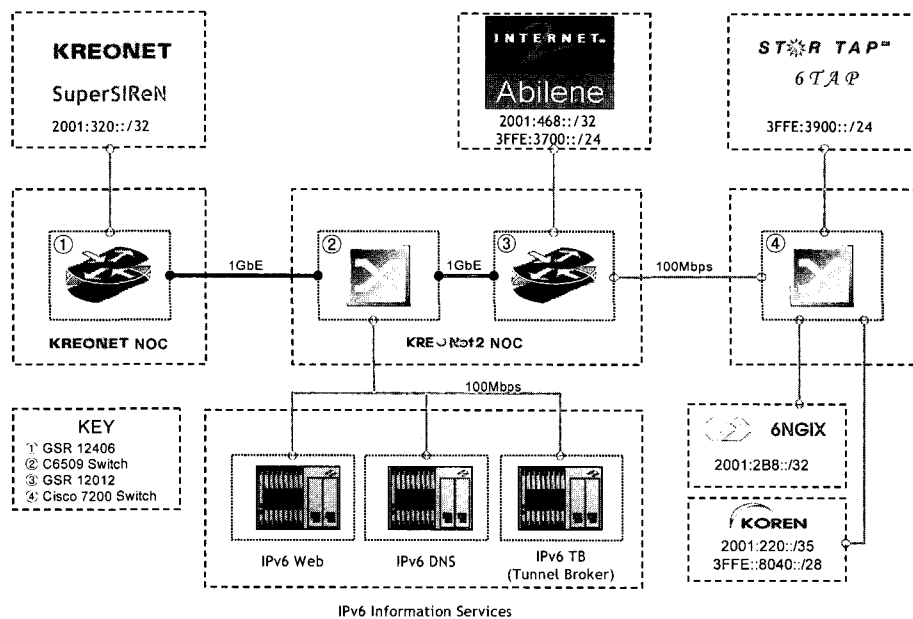 KREONET
SuperSIReN
2001:320::/32
INTERNET
2
Abilene
2001:468::/32
3FFE:3700::/24
6TAP
3FFE:3900::/24
①
②
③
④
1GbE
1GbE
100Mbps
KREONET NOC
NOC
100Mbps
KEY
① GSR 12406
② C6509 Switch
③ GSR 12012
④ Cisco 7200 Switch
IPv6 Web
IPv6 DNS
IPv6 TB
(Tunnel Broker)
6NGIX
2001:2B8::/32
KOREN
2001:220::/35
3FFE::8040::/28
IPv6 Information Services